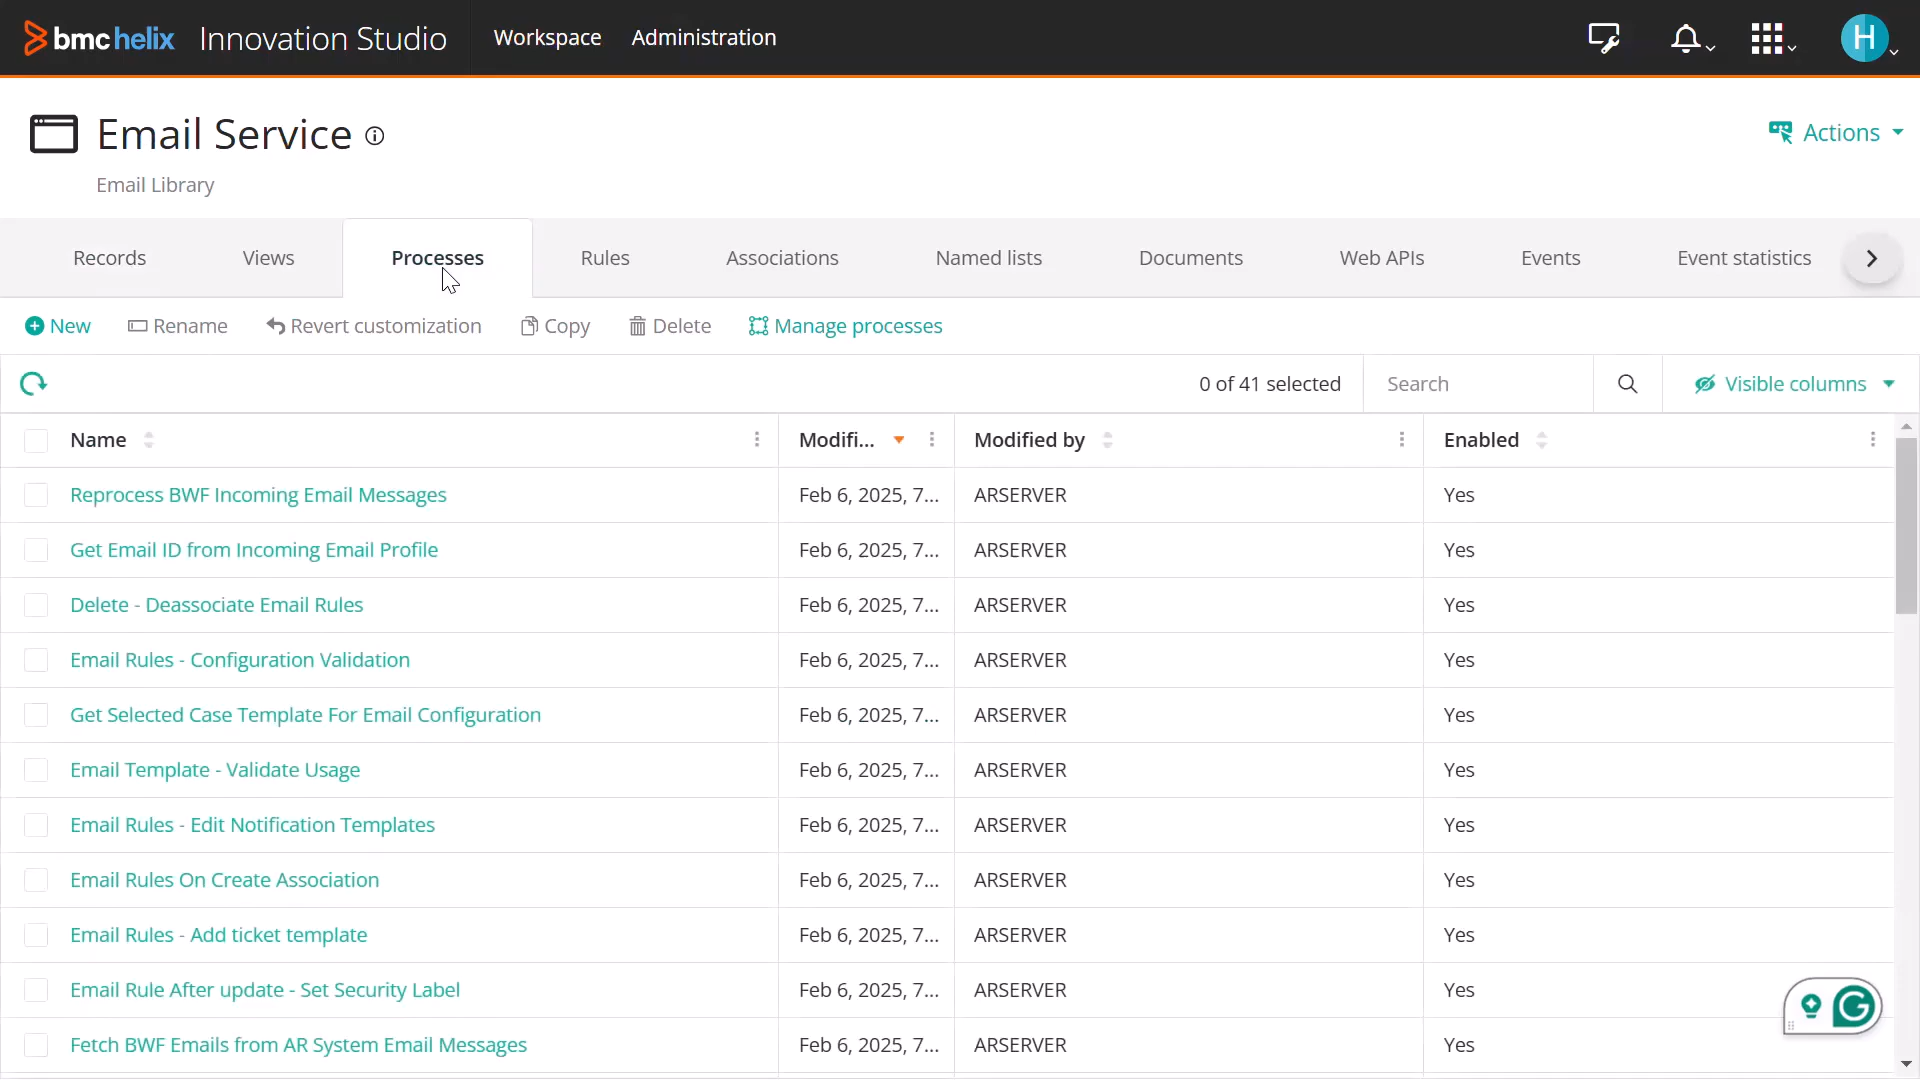 bmc helix Innovation Studio Workspace Administration H
Email Service
Actions
Email Library
Records Views Processes Rules Associations Named lists Documents Web APIs Events Event statistics
New Rename Revert customization Copy Delete Manage processes
0 of 41 selected Search Visible columns
Name Modifi... Modified by Enabled
Reprocess BWF Incoming Email Messages Feb 6, 2025, 7... ARSERVER Yes
Get Email ID from Incoming Email Profile Feb 6, 2025, 7... ARSERVER Yes
Delete - Deassociate Email Rules Feb 6, 2025, 7... ARSERVER Yes
Email Rules - Configuration Validation Feb 6, 2025, 7... ARSERVER Yes
Get Selected Case Template For Email Configuration Feb 6, 2025, 7... ARSERVER Yes
Email Template - Validate Usage Feb 6, 2025, 7... ARSERVER Yes
Email Rules - Edit Notification Templates Feb 6, 2025, 7... ARSERVER Yes
Email Rules On Create Association Feb 6, 2025, 7... ARSERVER Yes
Email Rules - Add ticket template Feb 6, 2025, 7... ARSERVER Yes
Email Rule After update - Set Security Label Feb 6, 2025, 7... ARSERVER Yes
Fetch BWF Emails from AR System Email Messages Feb 6, 2025, 7... ARSERVER Yes